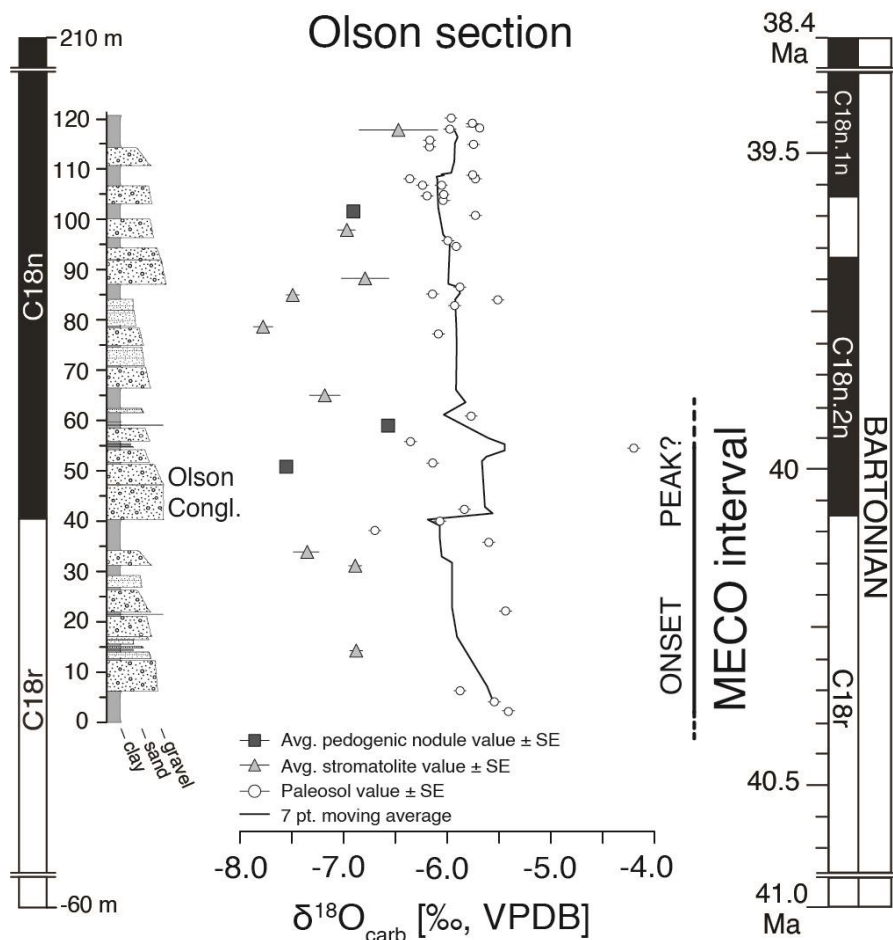 Olson section
210 m
120
110
100
90
80
70
60
50
40
30
20
10
0
-60 m
C18n
C18r
Olson
Congl.
clay
sand
gravel
Avg. pedogenic nodule value ± SE
Avg. stromatolite value ± SE
Paleosol value ± SE
7 pt. moving average
-8.0 -7.0 -6.0 -5.0 -4.0
δ¹⁸Ocarb [‰, VPDB]
ONSET PEAK?
MECO interval
38.4
Ma
39.5
40
40.5
41.0
Ma
C18n.1n
C18n.2n
C18r
BARTONIAN